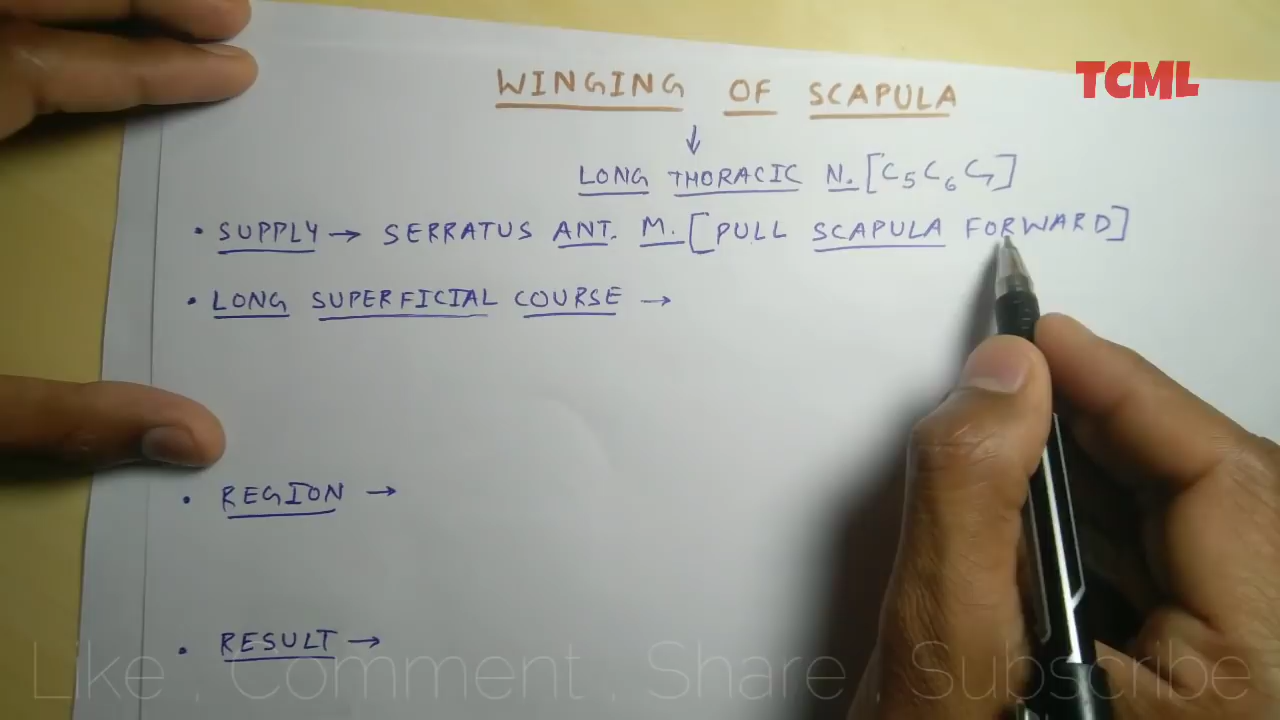 WINGING OF SCAPULA
TCML
↓
LONG THORACIC N. [C5 C6 C7]
• SUPPLY → SERRATUS ANT. M. [PULL SCAPULA FORWARD]
• LONG SUPERFICIAL COURSE →
• REGION →
• RESULT →
Like , Comment , Share , Subscribe